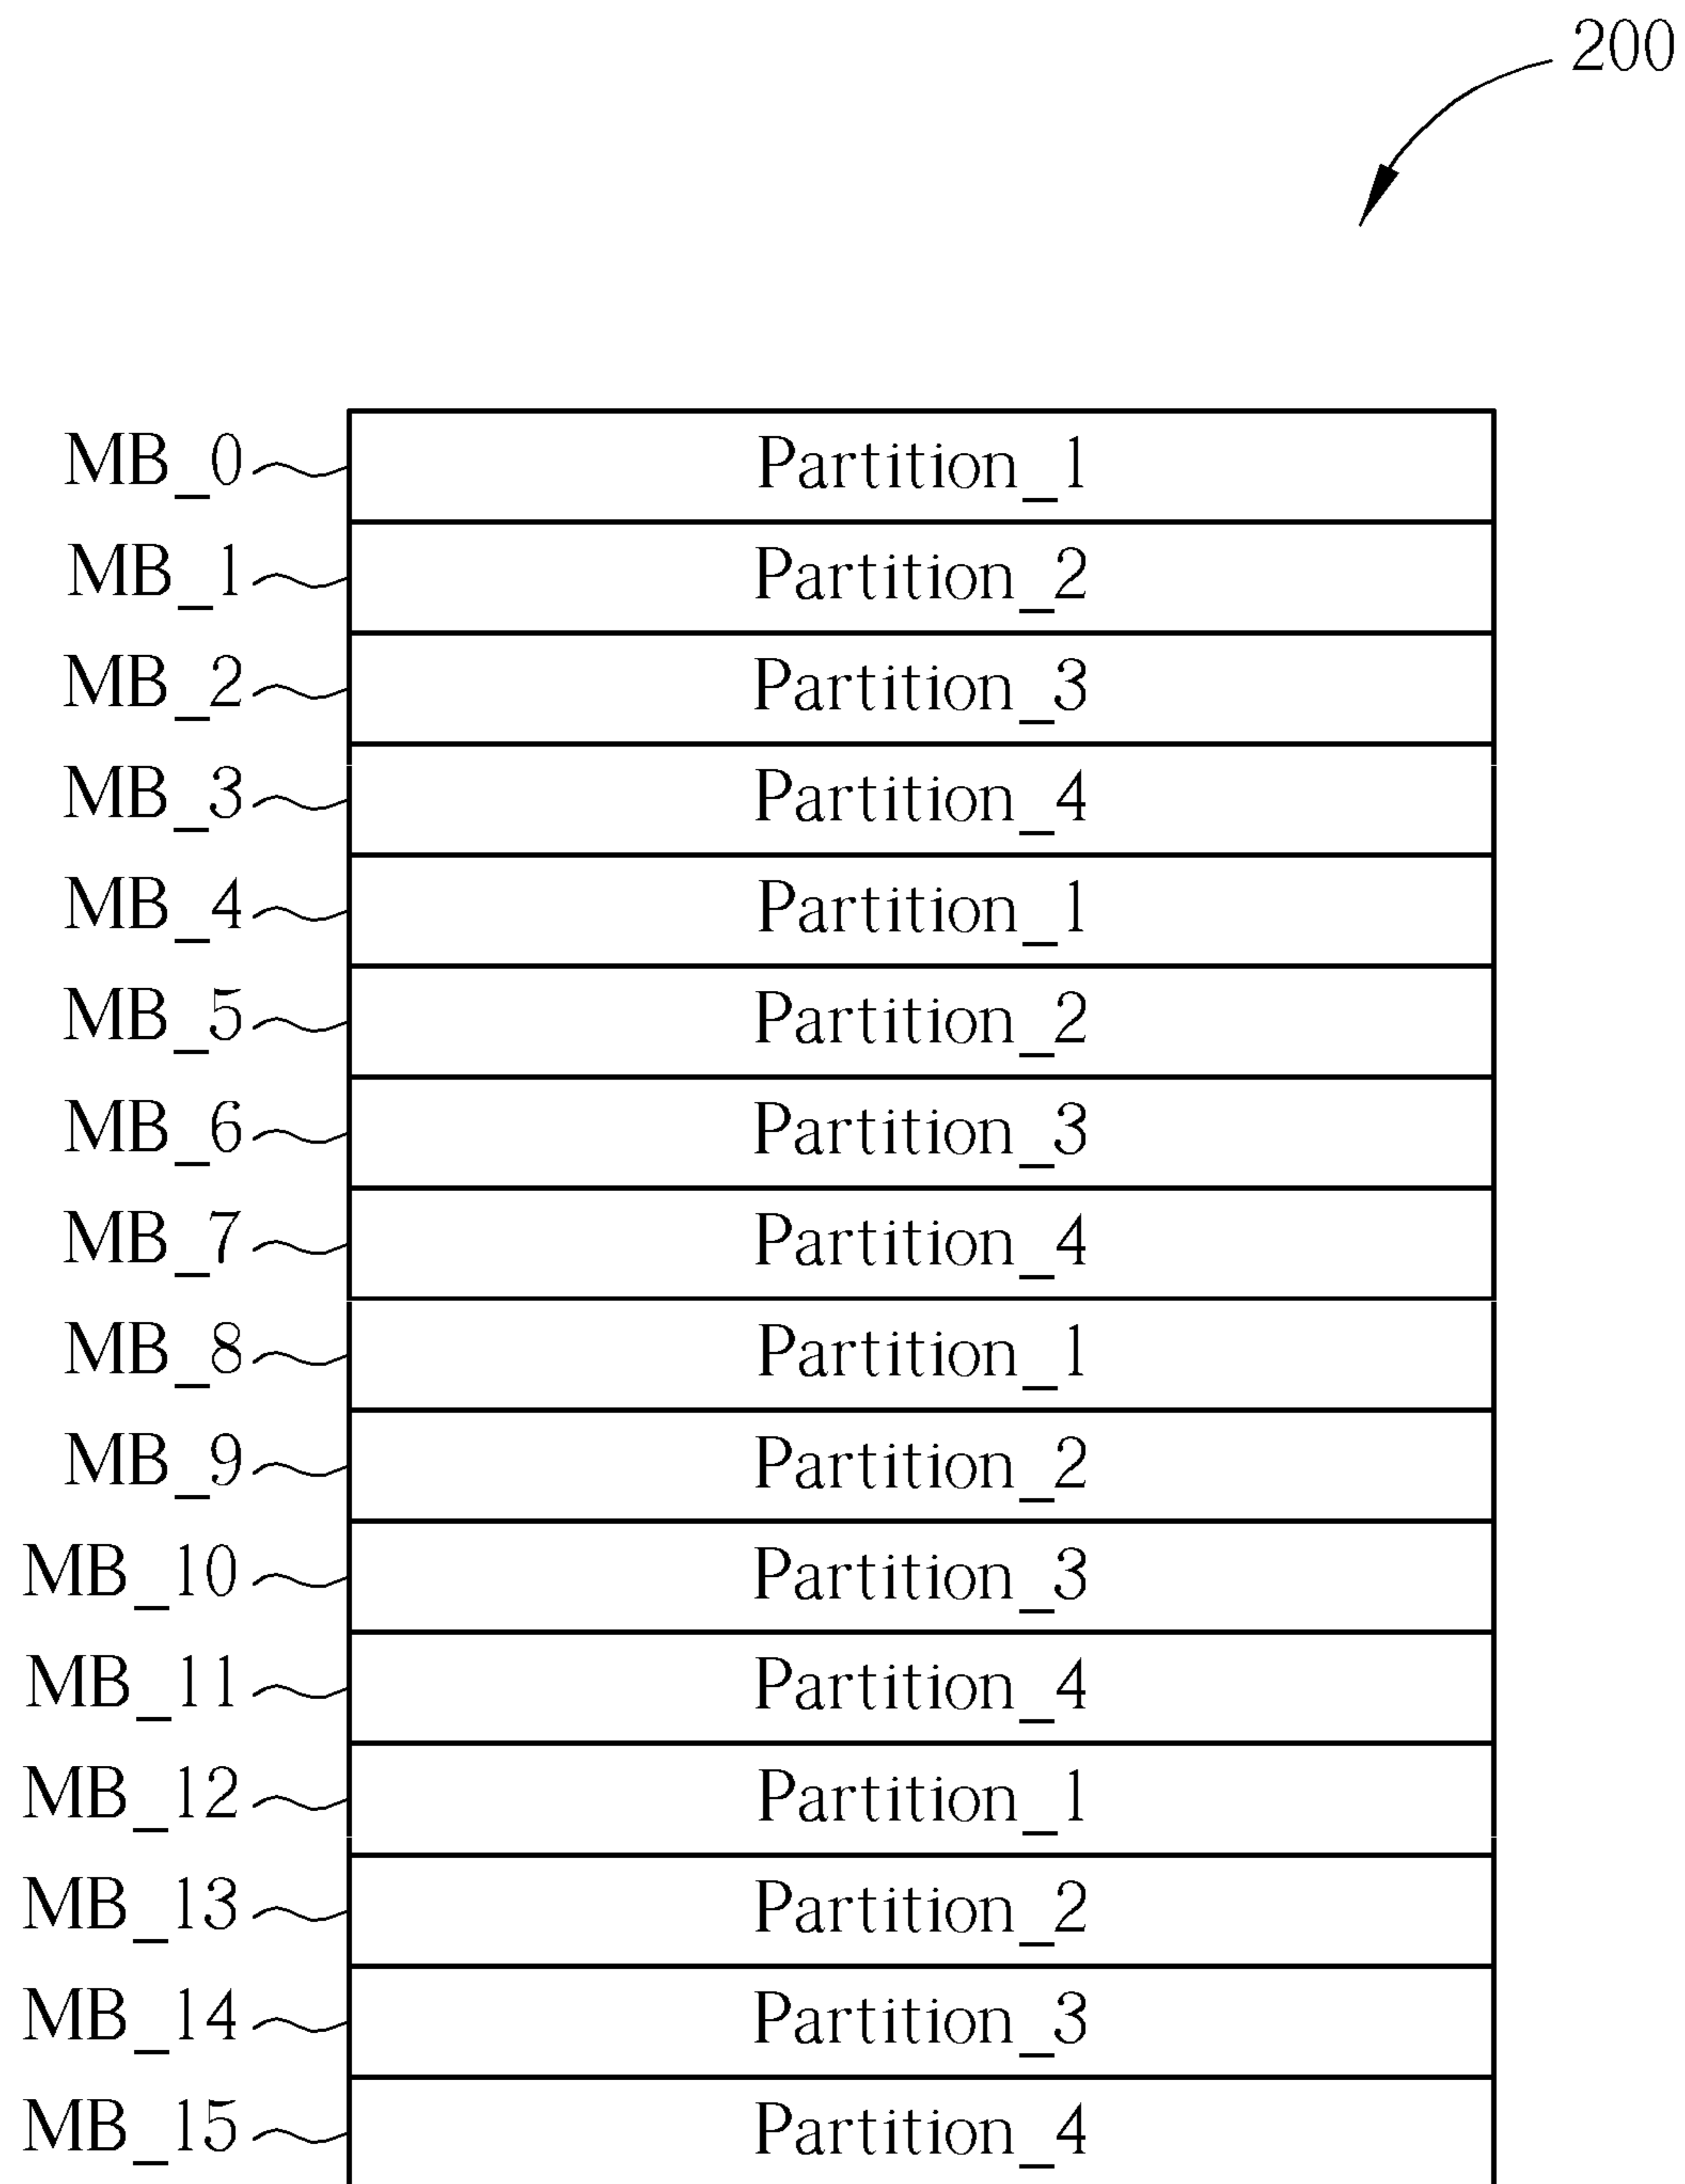 200
MB_0 Partition_1
MB_1 Partition_2
MB_2 Partition_3
MB_3 Partition_4
MB_4 Partition_1
MB_5 Partition_2
MB_6 Partition_3
MB_7 Partition_4
MB_8 Partition_1
MB_9 Partition_2
MB_10 Partition_3
MB_11 Partition_4
MB_12 Partition_1
MB_13 Partition_2
MB_14 Partition_3
MB_15 Partition_4